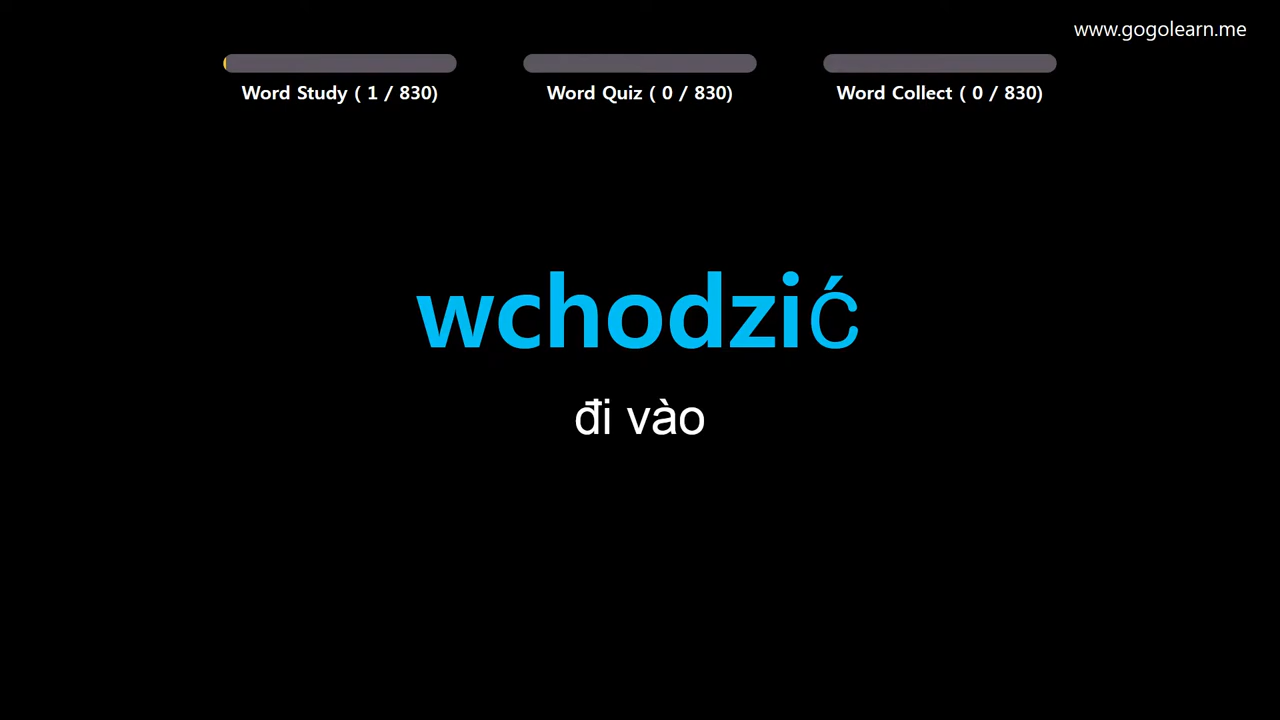 www.gogolearn.me
Word Study ( 1 / 830)
Word Quiz ( 0 / 830)
Word Collect ( 0 / 830)
wchodzić
đi vào